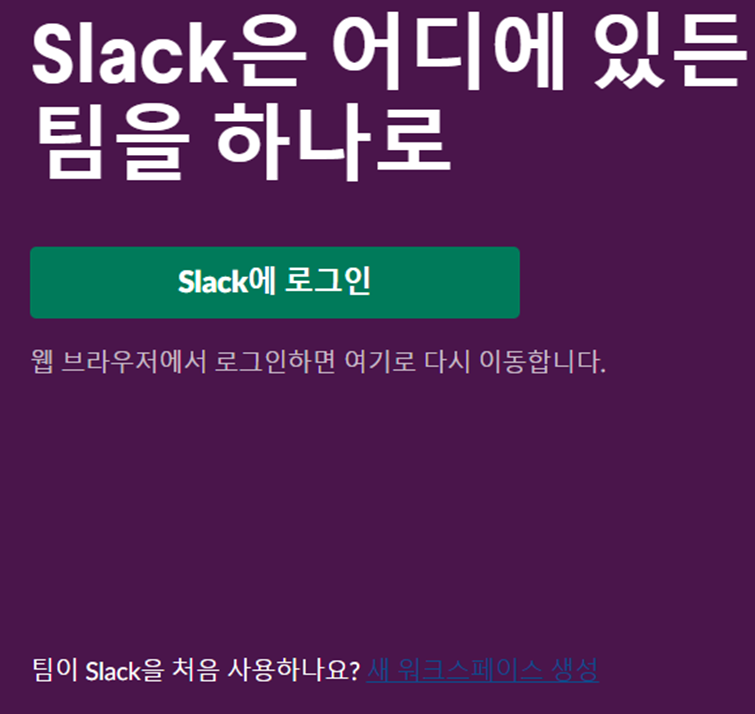 Slack은 어디에 있든
팀을 하나로
Slack에 로그인
웹 브라우저에서 로그인하면 여기로 다시 이동합니다.
팀이 Slack을 처음 사용하나요? 새 워크스페이스 생성